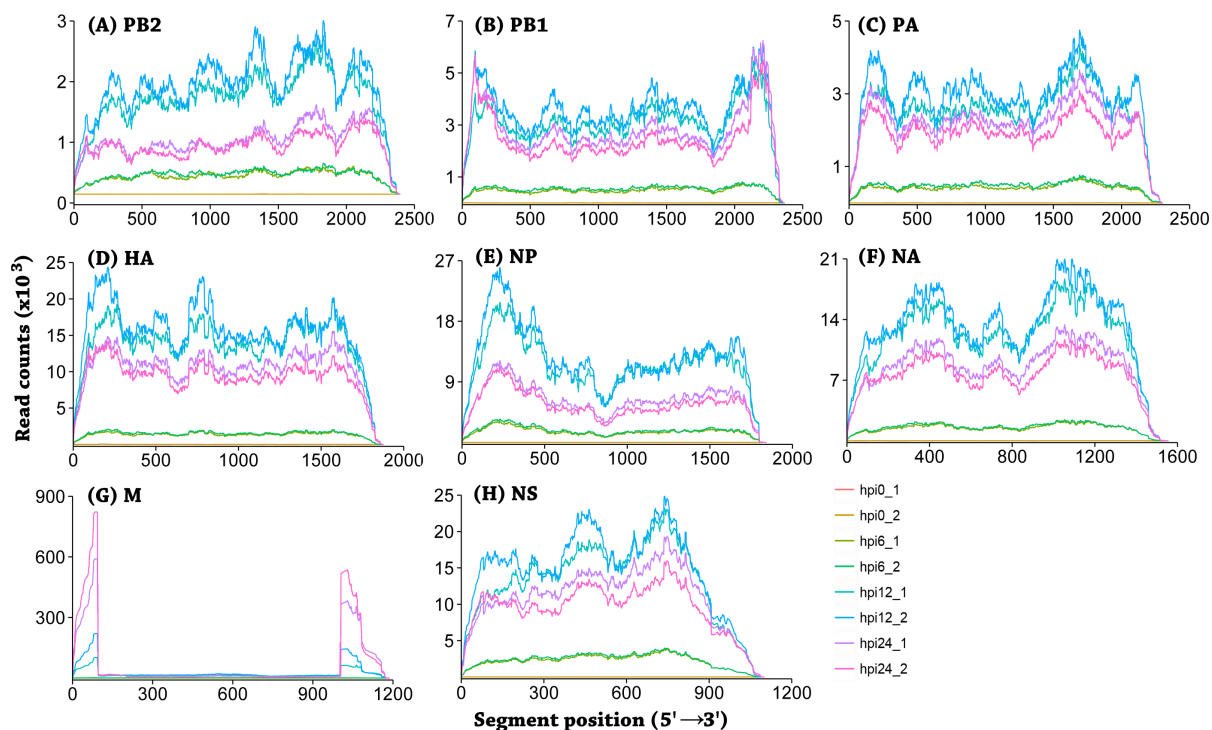 (A) PB2
3
2
1
0
0 500 1000 1500 2000 2500
(B) PB1
7
5
3
1
0 500 1000 1500 2000 2500
(C) PA
5
3
1
0 500 1000 1500 2000 2500
Read counts (x10³)
(D) HA
25
20
15
10
5
0 500 1000 1500 2000
(E) NP
27
18
9
0 500 1000 1500 2000
(F) NA
21
14
7
0 400 800 1200 1600
(G) M
900
600
300
0 300 600 900 1200
(H) NS
25
20
15
10
5
0 300 600 900 1200
hpi0_1
hpi0_2
hpi6_1
hpi6_2
hpi12_1
hpi12_2
hpi24_1
hpi24_2
Segment position (5'→3')